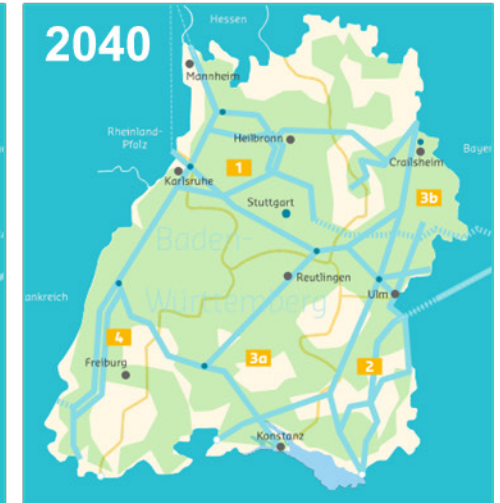 2040
Hessen
Mannheim
Rheinland-
Pfalz
Heilbronn
Crailsheim
Bayer
1
Karlsruhe
3b
Stuttgart
Baden-
Reutlingen
Württemberg
Ulm
ankreich
4
3a
2
Freiburg
Konstanz